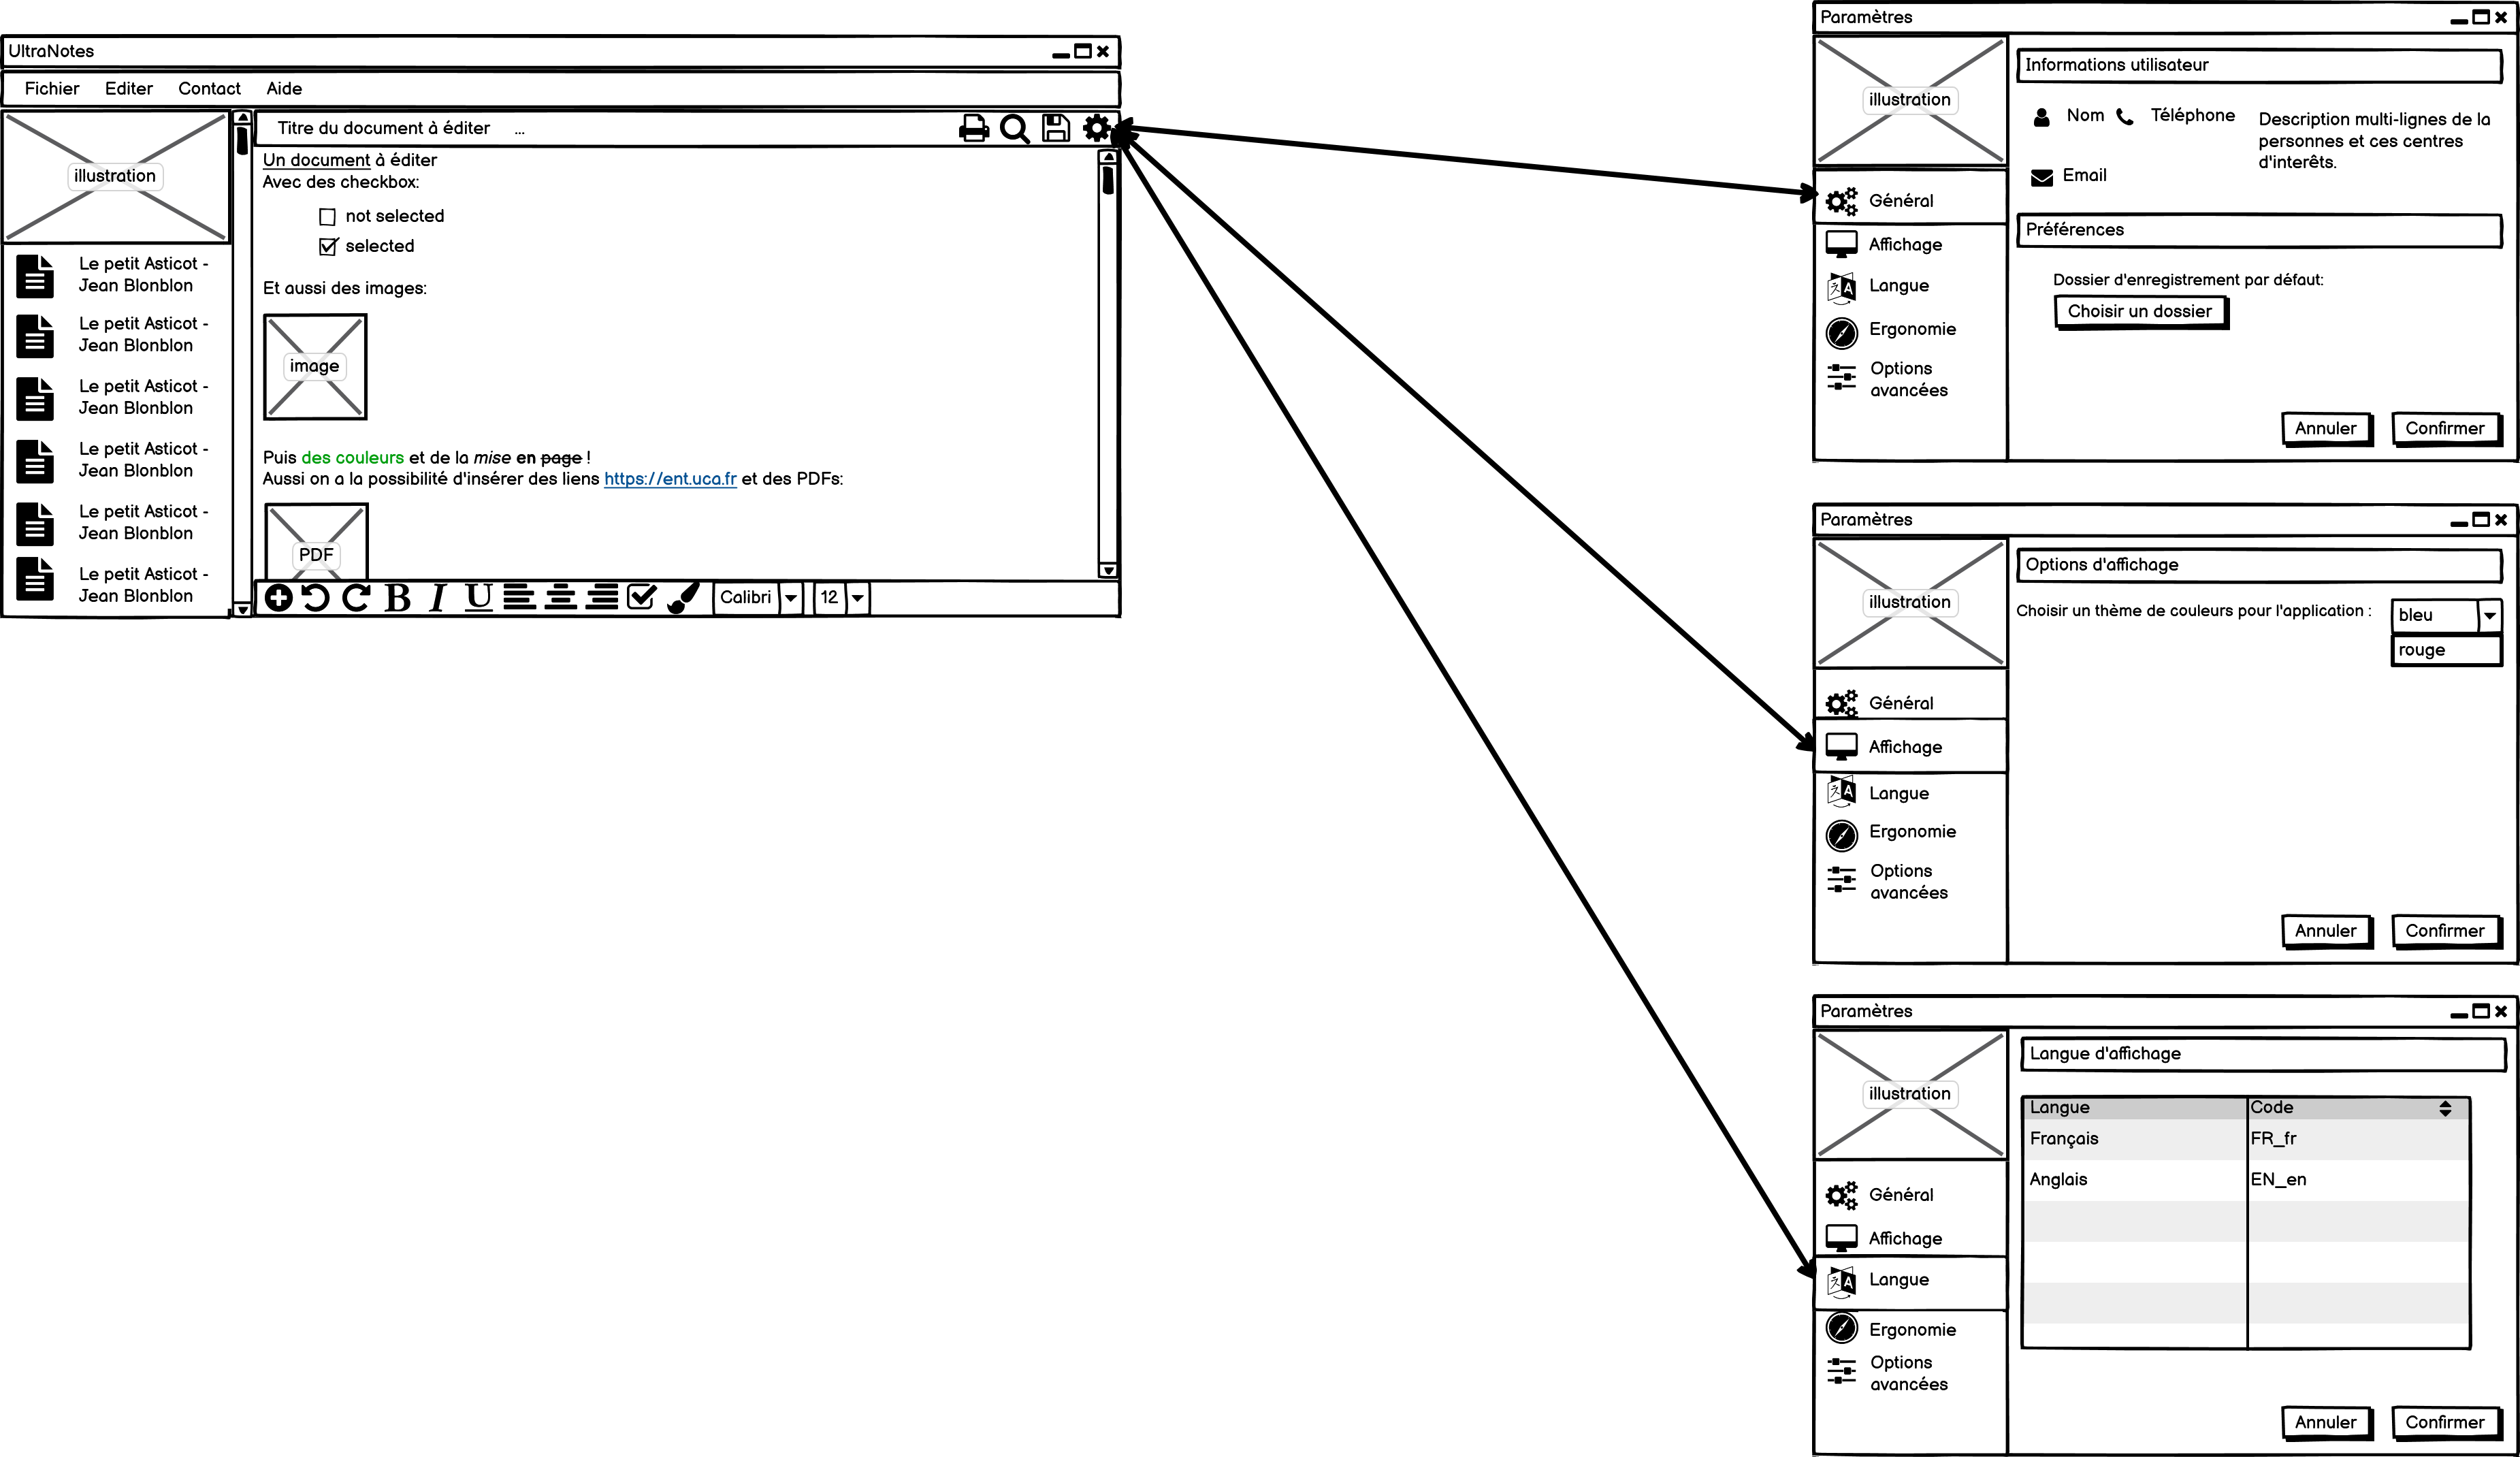 UltraNotes
Fichier Editer Contact Aide
illustration
Le petit Asticot -
Jean Blonblon
Le petit Asticot -
Jean Blonblon
Le petit Asticot -
Jean Blonblon
Le petit Asticot -
Jean Blonblon
Le petit Asticot -
Jean Blonblon
Le petit Asticot -
Jean Blonblon
Titre du document à éditer ...
Un document à éditer
Avec des checkbox:
not selected
selected
Et aussi des images:
image
Puis des couleurs et de la mise en page !
Aussi on a la possibilité d'insérer des liens https://ent.uca.fr et des PDFs:
PDF
B I U Calibri 12
Paramètres
illustration
Général
Affichage
Langue
Ergonomie
Options
avancées
Informations utilisateur
Nom Téléphone
Email
Description multi-lignes de la
personnes et ces centres
d'interêts.
Préférences
Dossier d'enregistrement par défaut:
Choisir un dossier
Annuler Confirmer
Paramètres
illustration
Général
Affichage
Langue
Ergonomie
Options
avancées
Options d'affichage
Choisir un thème de couleurs pour l'application : bleu
rouge
Annuler Confirmer
Paramètres
illustration
Général
Affichage
Langue
Ergonomie
Options
avancées
Langue d'affichage
Langue Code
Français FR_fr
Anglais EN_en
Annuler Confirmer